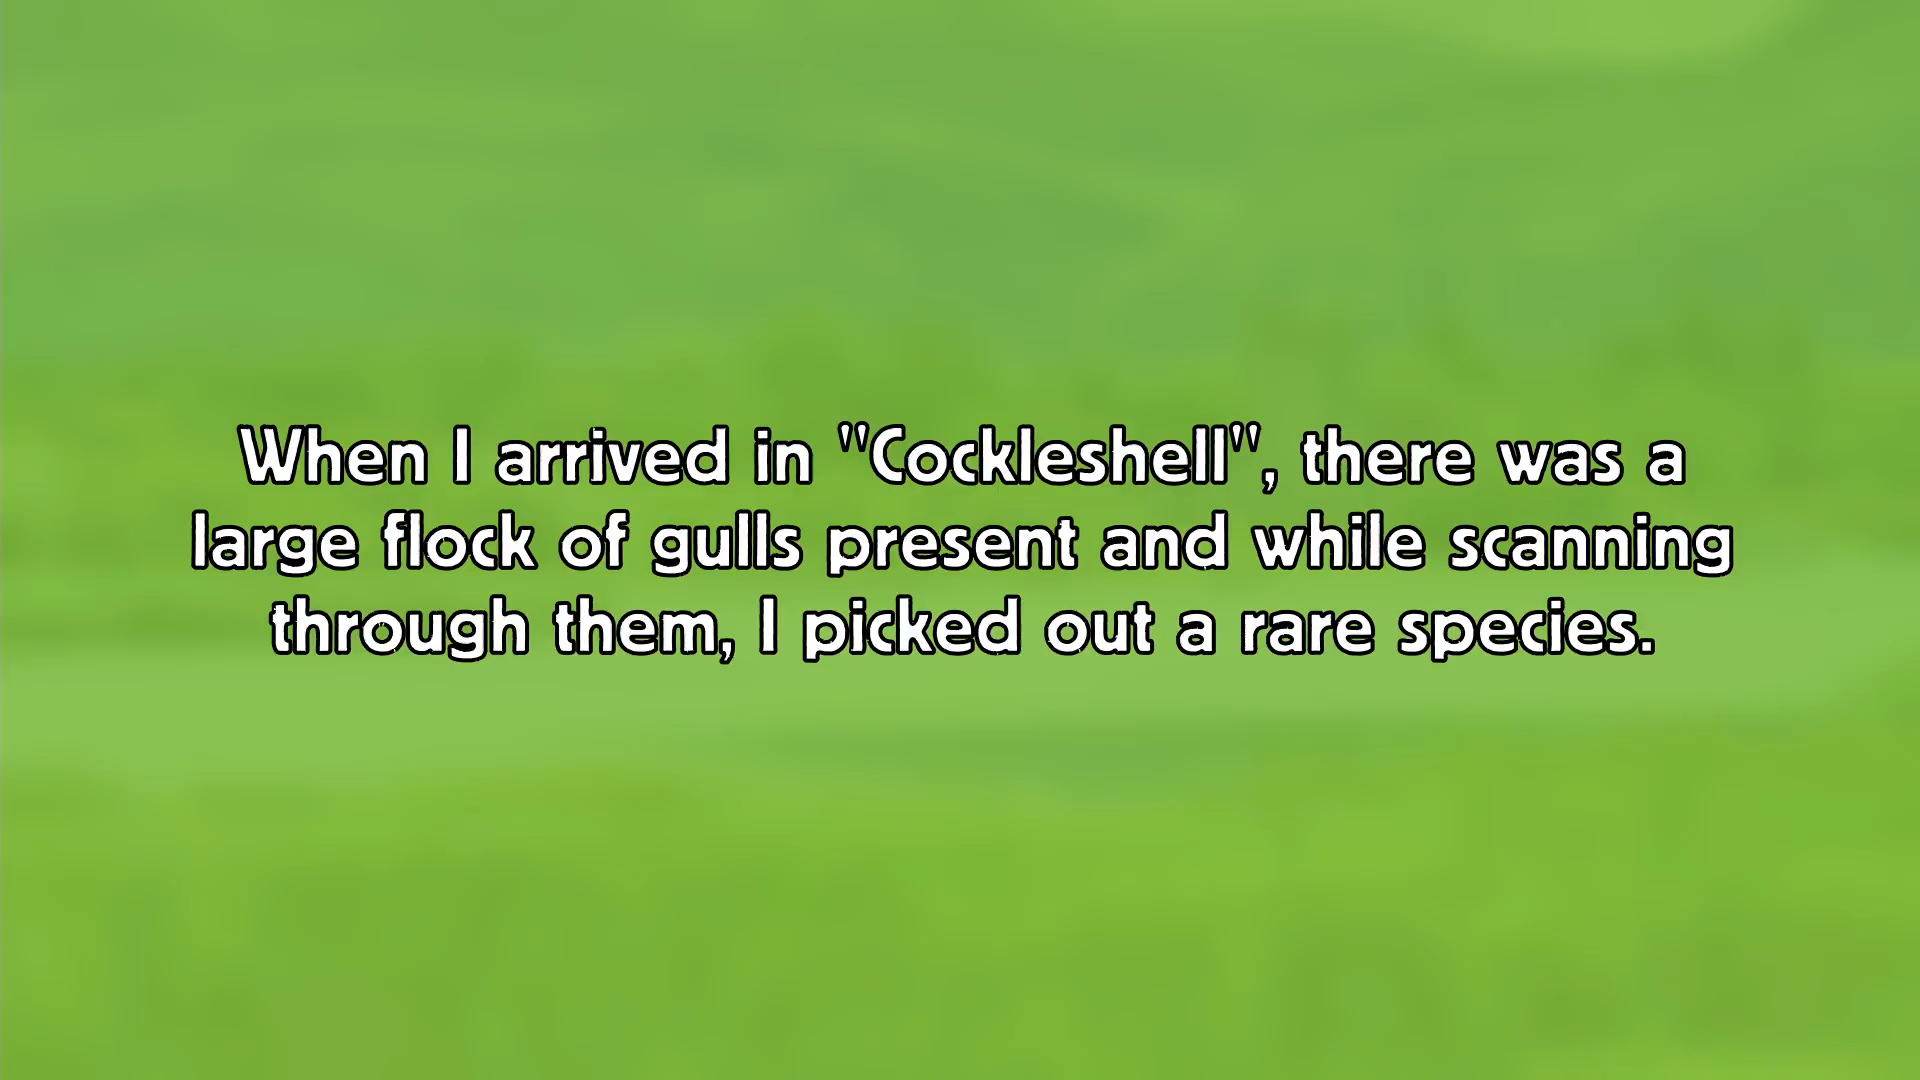 When I arrived in "Cockleshell", there was a
large flock of gulls present and while scanning
through them, I picked out a rare species.